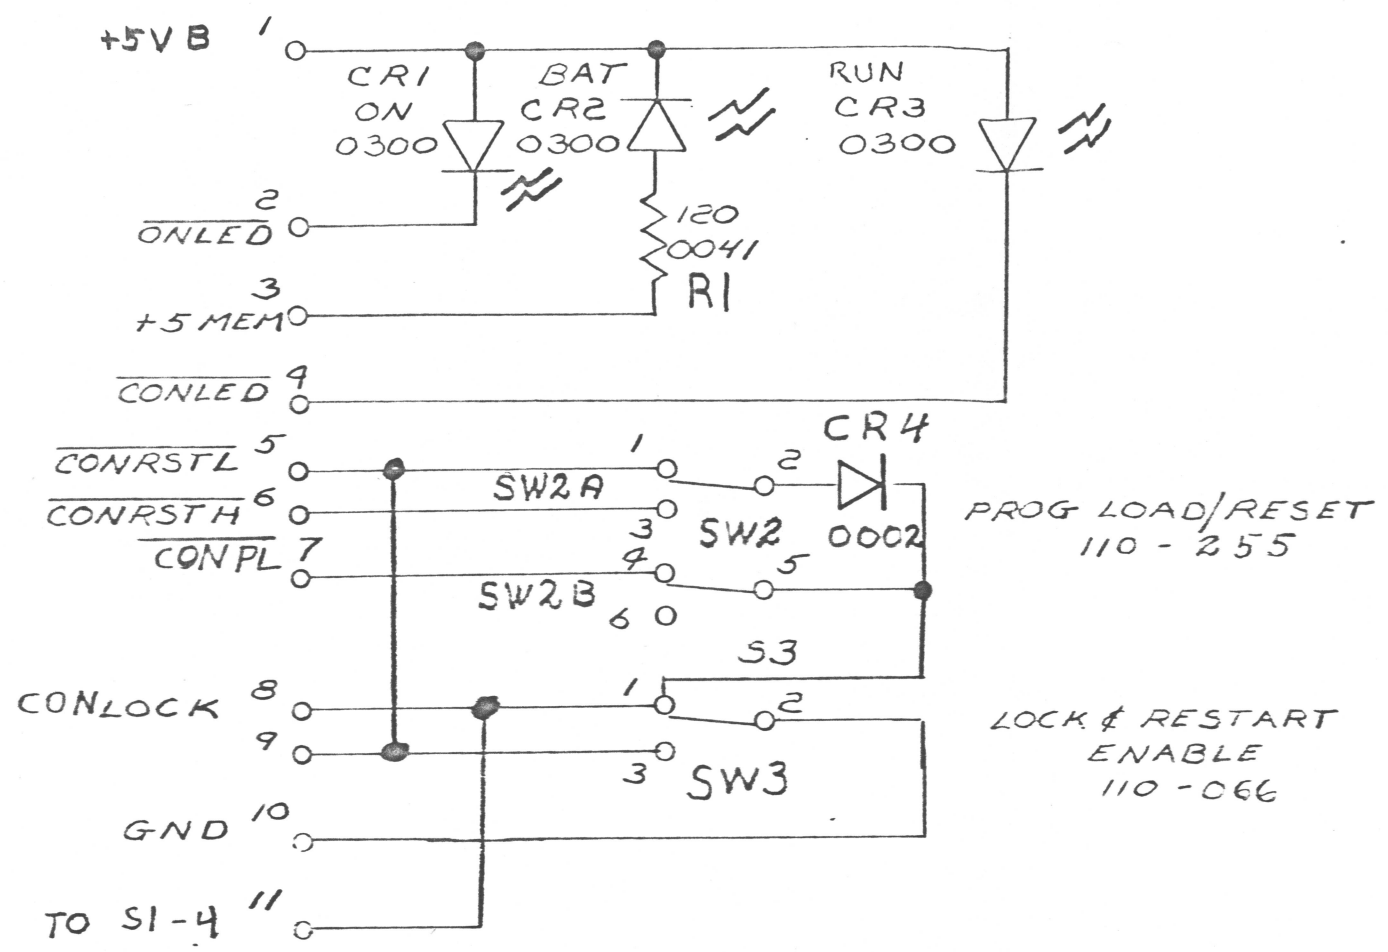 +5VB 1
CR1
ON
0300
BAT
CR2
0300
RUN
CR3
0300
2
ONLED
120
0041
R1
3
+5 MEM
4
CONLED
CR4
5
CONRSTL
1
2
SW2A
6
CONRSTH
3
SW2
0002
PROG LOAD/RESET
110-255
7
CONPL
4
5
SW2B
6
S3
8
CONLOCK
1
2
LOCK & RESTART
ENABLE
110-066
9
3
SW3
10
GND
11
TO S1-4